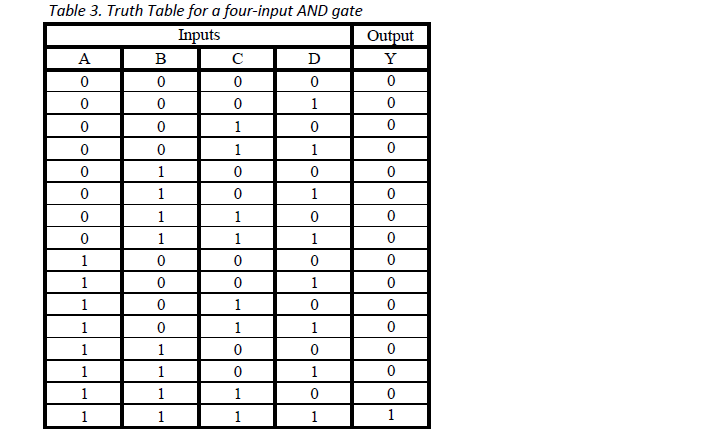 Table 3. Truth Table for a four-input AND gate
Inputs Output
A B C D Y
0 0 0 0 0
0 0 0 1 0
0 0 1 0 0
0 0 1 1 0
0 1 0 0 0
0 1 0 1 0
0 1 1 0 0
0 1 1 1 0
1 0 0 0 0
1 0 0 1 0
1 0 1 0 0
1 0 1 1 0
1 1 0 0 0
1 1 0 1 0
1 1 1 0 0
1 1 1 1 1